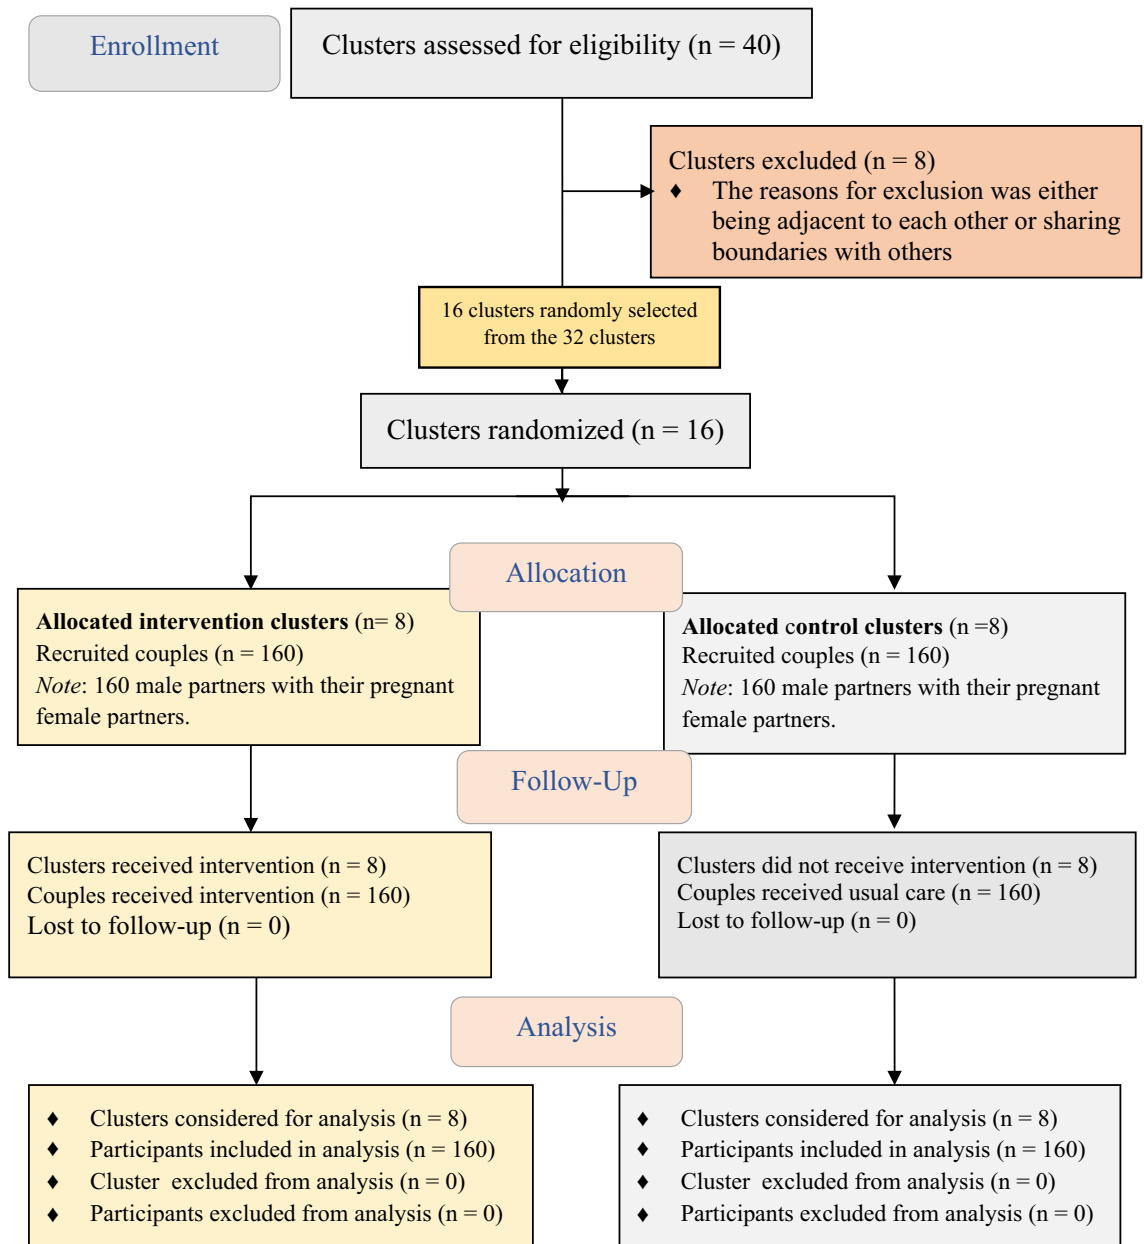 Enrollment
Clusters assessed for eligibility (n = 40)
Clusters excluded (n = 8)
♦ The reasons for exclusion was either
being adjacent to each other or sharing
boundaries with others
16 clusters randomly selected
from the 32 clusters
Clusters randomized (n = 16)
Allocation
Allocated intervention clusters (n= 8)
Recruited couples (n = 160)
Note: 160 male partners with their pregnant
female partners.
Allocated control clusters (n =8)
Recruited couples (n = 160)
Note: 160 male partners with their pregnant
female partners.
Follow-Up
Clusters received intervention (n = 8)
Couples received intervention (n = 160)
Lost to follow-up (n = 0)
Clusters did not receive intervention (n = 8)
Couples received usual care (n = 160)
Lost to follow-up (n = 0)
Analysis
♦ Clusters considered for analysis (n = 8)
♦ Participants included in analysis (n = 160)
♦ Cluster excluded from analysis (n = 0)
♦ Participants excluded from analysis (n = 0)
♦ Clusters considered for analysis (n = 8)
♦ Participants included in analysis (n = 160)
♦ Cluster excluded from analysis (n = 0)
♦ Participants excluded from analysis (n = 0)